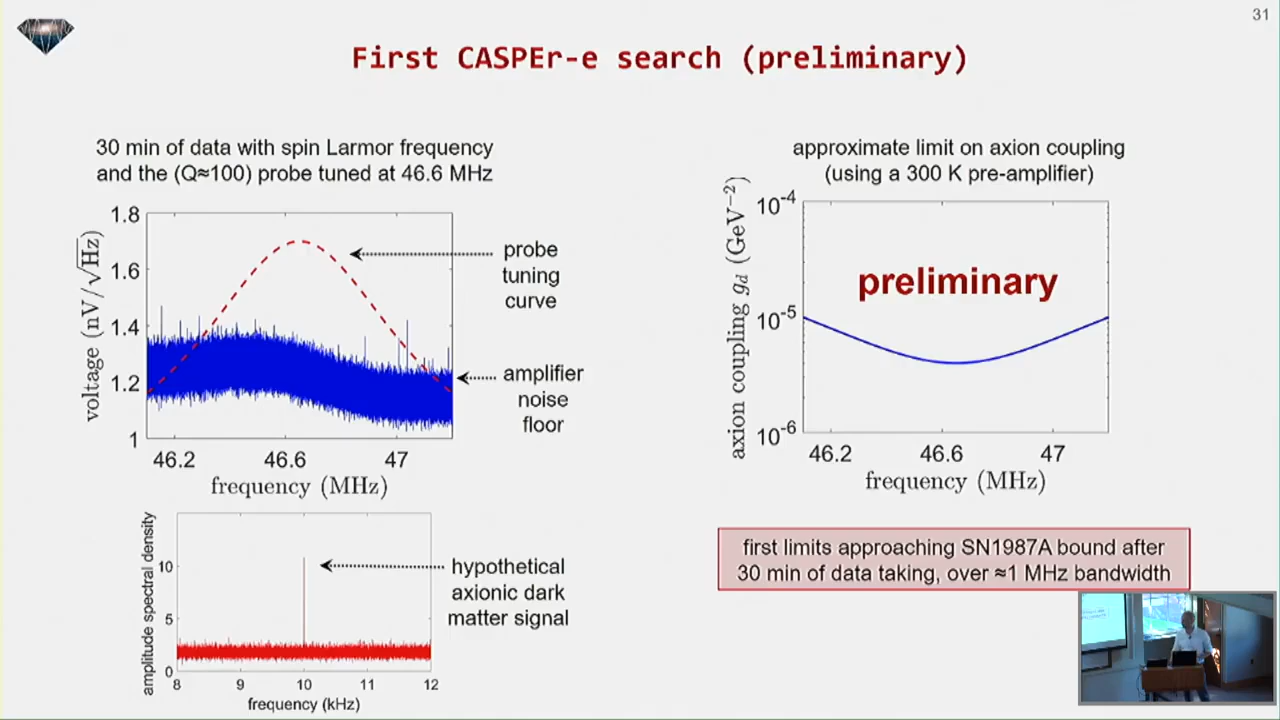 31
First CASPEr-e search (preliminary)
30 min of data with spin Larmor frequency
and the (Q≈100) probe tuned at 46.6 MHz
1.8
1.6
1.4
1.2
1
voltage (nV/√Hz)
46.2
46.6
47
frequency (MHz)
probe
tuning
curve
amplifier
noise
floor
amplitude spectral density
10
5
0
8
9
10
11
12
frequency (kHz)
hypothetical
axionic dark
matter signal
approximate limit on axion coupling
(using a 300 K pre-amplifier)
axion coupling g_d (GeV⁻²)
10⁻⁴
10⁻⁵
10⁻⁶
preliminary
46.2
46.6
47
frequency (MHz)
first limits approaching SN1987A bound after
30 min of data taking, over ≈1 MHz bandwidth